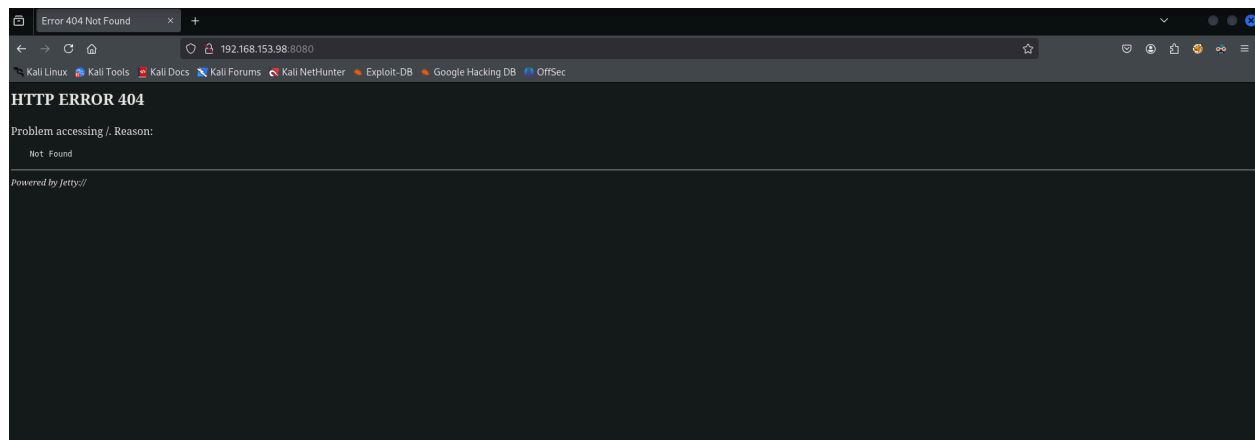 Error 404 Not Found
192.168.153.98:8080
Kali Linux Kali Tools Kali Docs Kali Forums Kali NetHunter Exploit-DB Google Hacking DB OffSec
HTTP ERROR 404
Problem accessing /. Reason:
Not Found
Powered by Jetty://